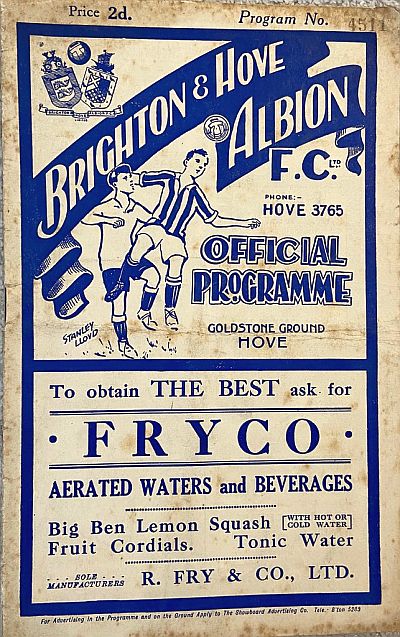 Price 2d.
Program No. 4511
BRIGHTON & HOVE
ALBION
F.C. LTD
PHONE:-
HOVE 3765
OFFICIAL
PROGRAMME
GOLDSTONE GROUND
HOVE
STANLEY
LLOYD
To obtain THE BEST ask for
· FRYCO ·
AERATED WATERS and BEVERAGES
Big Ben Lemon Squash [WITH HOT OR COLD WATER]
Fruit Cordials. Tonic Water
... SOLE ...
MANUFACTURERS R. FRY & CO., LTD.
For Advertising in the Programme and on the Ground Apply to The Showboard Advertising Co. Tele.- B'ton 5383